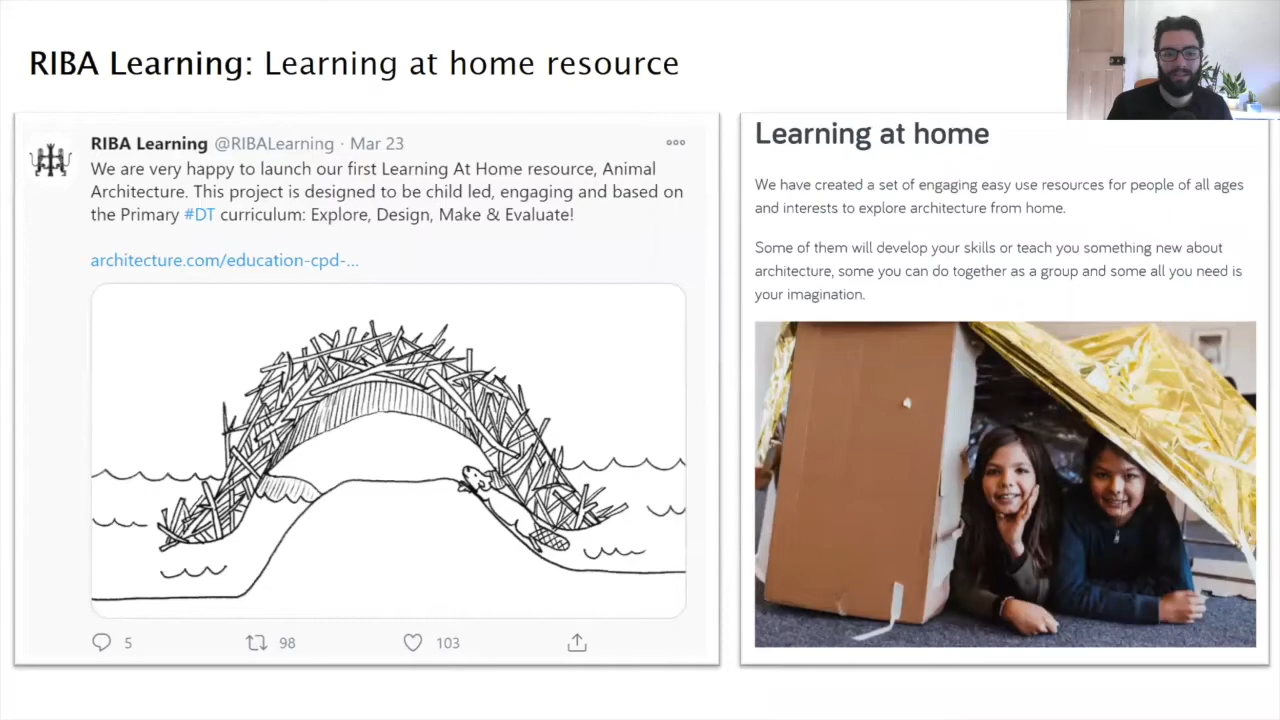 RIBA Learning: Learning at home resource
RIBA Learning @RIBALearning · Mar 23
We are very happy to launch our first Learning At Home resource, Animal
Architecture. This project is designed to be child led, engaging and based on
the Primary #DT curriculum: Explore, Design, Make & Evaluate!
architecture.com/education-cpd-...
5 98 103
Learning at home
We have created a set of engaging easy use resources for people of all ages
and interests to explore architecture from home.
Some of them will develop your skills or teach you something new about
architecture, some you can do together as a group and some all you need is
your imagination.